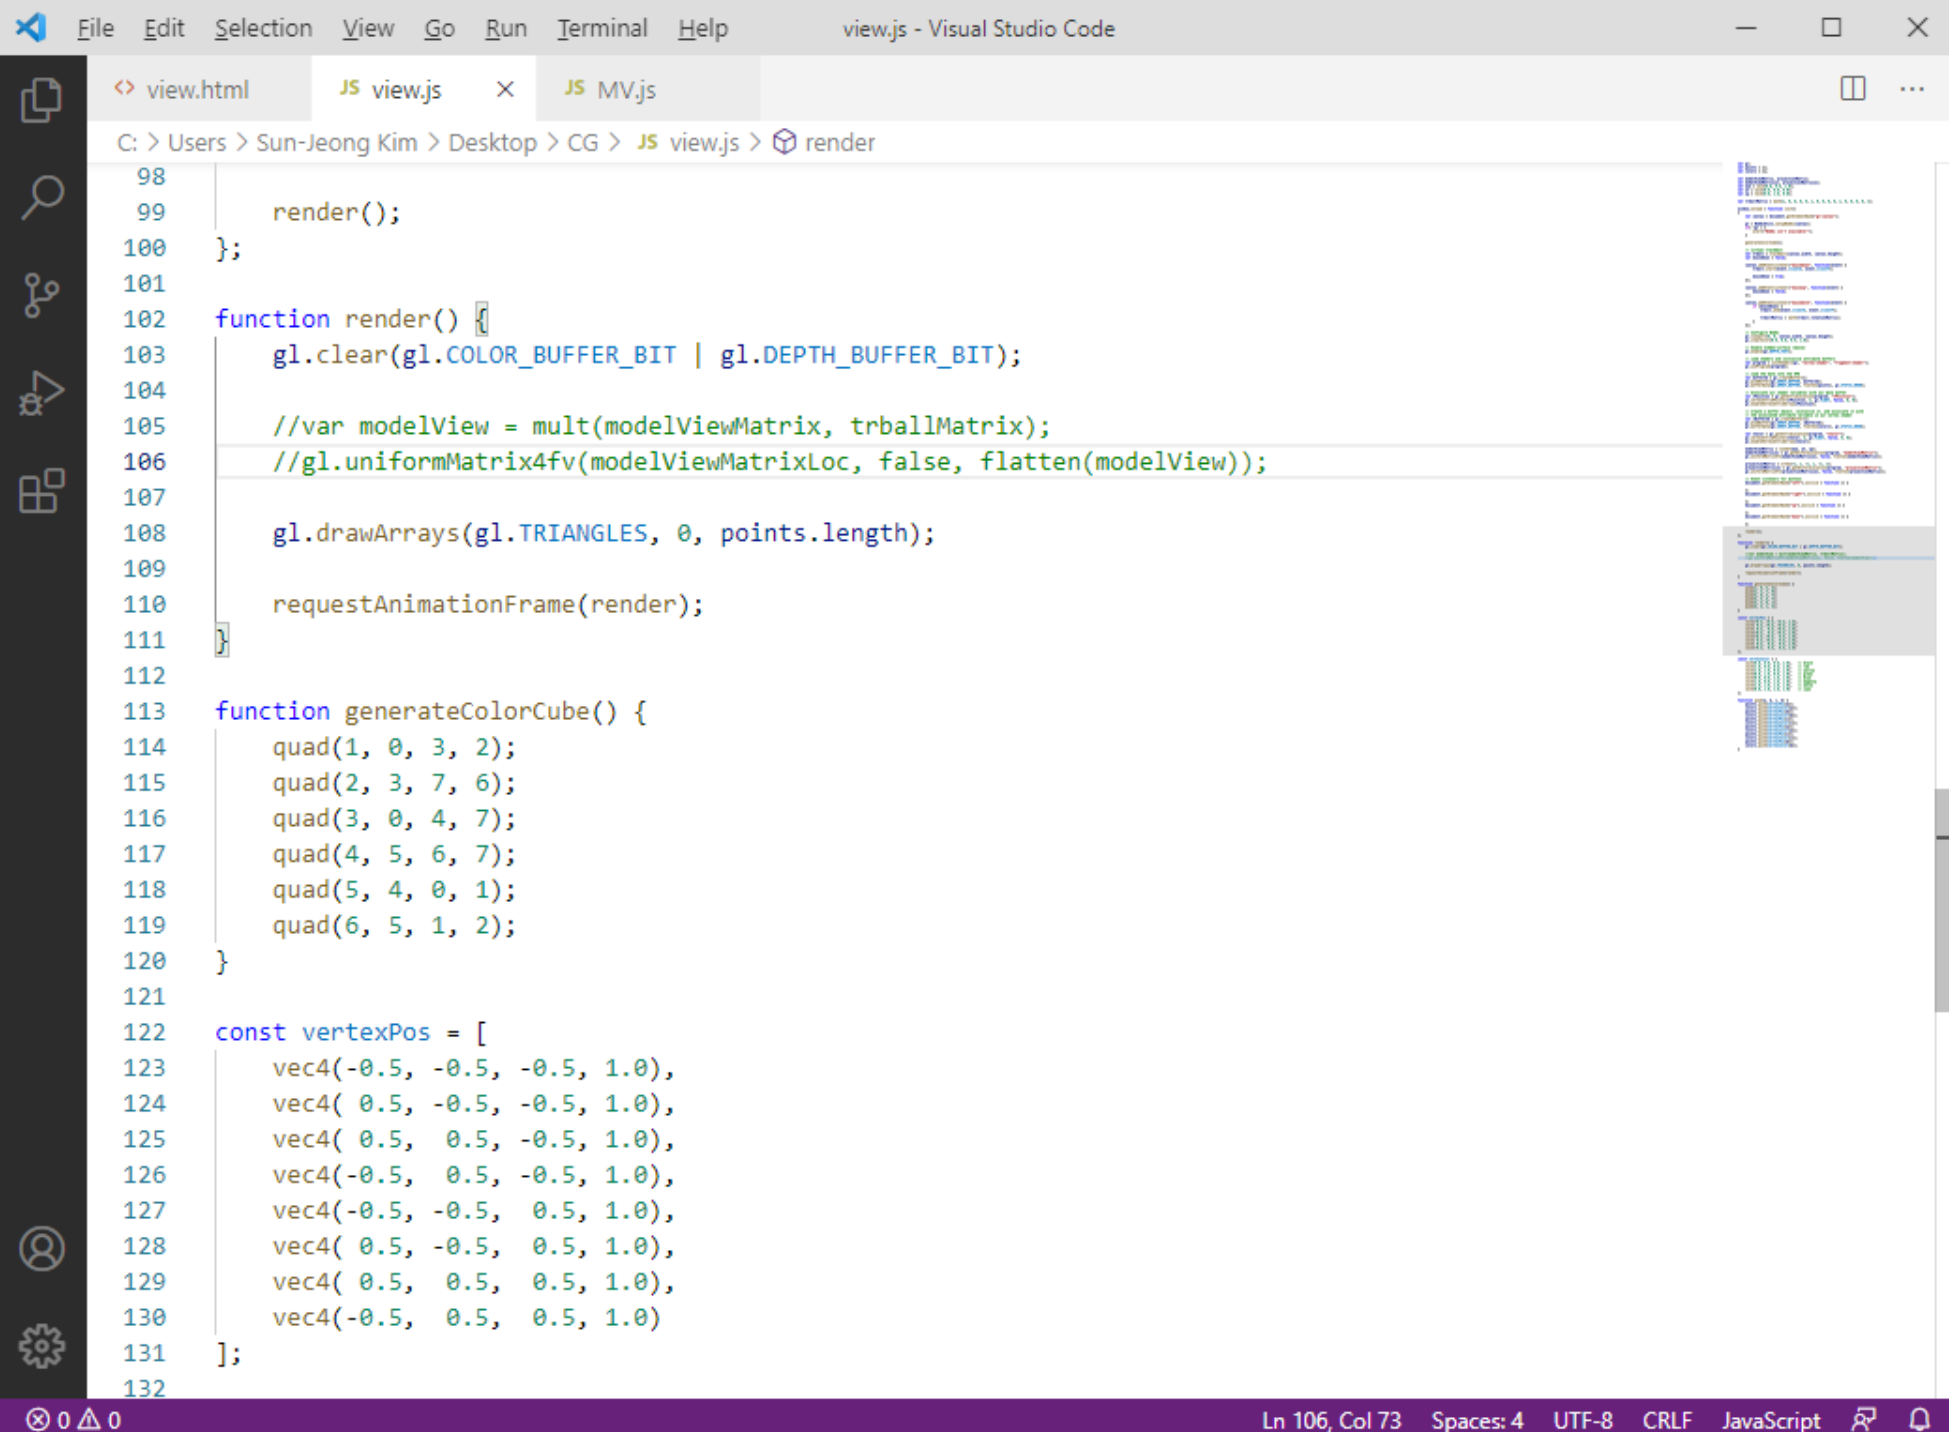 File Edit Selection View Go Run Terminal Help view.js - Visual Studio Code
<> view.html JS view.js JS MV.js
C: > Users > Sun-Jeong Kim > Desktop > CG > JS view.js > render
98
99 render();
100 };
101
102 function render() {
103 gl.clear(gl.COLOR_BUFFER_BIT | gl.DEPTH_BUFFER_BIT);
104
105 //var modelView = mult(modelViewMatrix, trballMatrix);
106 //gl.uniformMatrix4fv(modelViewMatrixLoc, false, flatten(modelView));
107
108 gl.drawArrays(gl.TRIANGLES, 0, points.length);
109
110 requestAnimationFrame(render);
111 }
112
113 function generateColorCube() {
114 quad(1, 0, 3, 2);
115 quad(2, 3, 7, 6);
116 quad(3, 0, 4, 7);
117 quad(4, 5, 6, 7);
118 quad(5, 4, 0, 1);
119 quad(6, 5, 1, 2);
120 }
121
122 const vertexPos = [
123 vec4(-0.5, -0.5, -0.5, 1.0),
124 vec4( 0.5, -0.5, -0.5, 1.0),
125 vec4( 0.5,  0.5, -0.5, 1.0),
126 vec4(-0.5,  0.5, -0.5, 1.0),
127 vec4(-0.5, -0.5,  0.5, 1.0),
128 vec4( 0.5, -0.5,  0.5, 1.0),
129 vec4( 0.5,  0.5,  0.5, 1.0),
130 vec4(-0.5,  0.5,  0.5, 1.0)
131 ];
132
0 0 Ln 106, Col 73 Spaces: 4 UTF-8 CRLF JavaScript